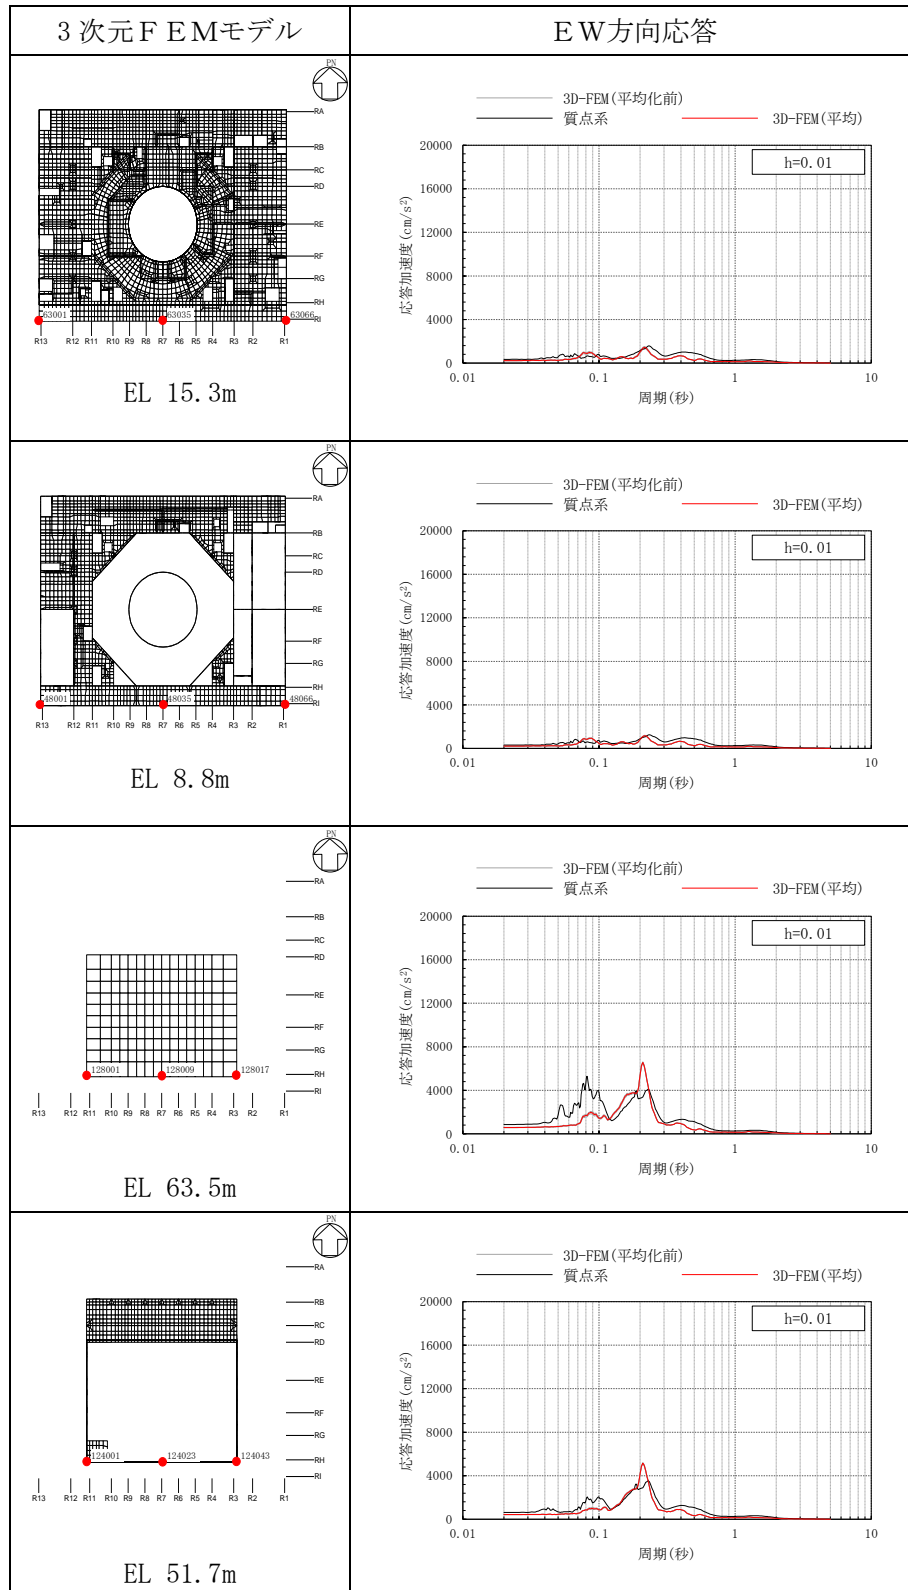 3次元FEMモデル
EW方向応答
PN
RA
RB
RC
RD
RE
RF
RG
RH
RI
63001 63035 63066
R13 R12 R11 R10 R9 R8 R7 R6 R5 R4 R3 R2 R1
EL 15.3m
3D-FEM(平均化前)
質点系 3D-FEM(平均)
h=0.01
応答加速度(cm/s²)
20000
16000
12000
8000
4000
0
0.01 0.1 1 10
周期(秒)
PN
RA
RB
RC
RD
RE
RF
RG
RH
RI
48001 48035 48066
R13 R12 R11 R10 R9 R8 R7 R6 R5 R4 R3 R2 R1
EL 8.8m
3D-FEM(平均化前)
質点系 3D-FEM(平均)
h=0.01
応答加速度(cm/s²)
20000
16000
12000
8000
4000
0
0.01 0.1 1 10
周期(秒)
PN
RA
RB
RC
RD
RE
RF
RG
RH
RI
128001 128009 128017
R13 R12 R11 R10 R9 R8 R7 R6 R5 R4 R3 R2 R1
EL 63.5m
3D-FEM(平均化前)
質点系 3D-FEM(平均)
h=0.01
応答加速度(cm/s²)
20000
16000
12000
8000
4000
0
0.01 0.1 1 10
周期(秒)
PN
RA
RB
RC
RD
RE
RF
RG
RH
RI
124001 124023 124043
R13 R12 R11 R10 R9 R8 R7 R6 R5 R4 R3 R2 R1
EL 51.7m
3D-FEM(平均化前)
質点系 3D-FEM(平均)
h=0.01
応答加速度(cm/s²)
20000
16000
12000
8000
4000
0
0.01 0.1 1 10
周期(秒)